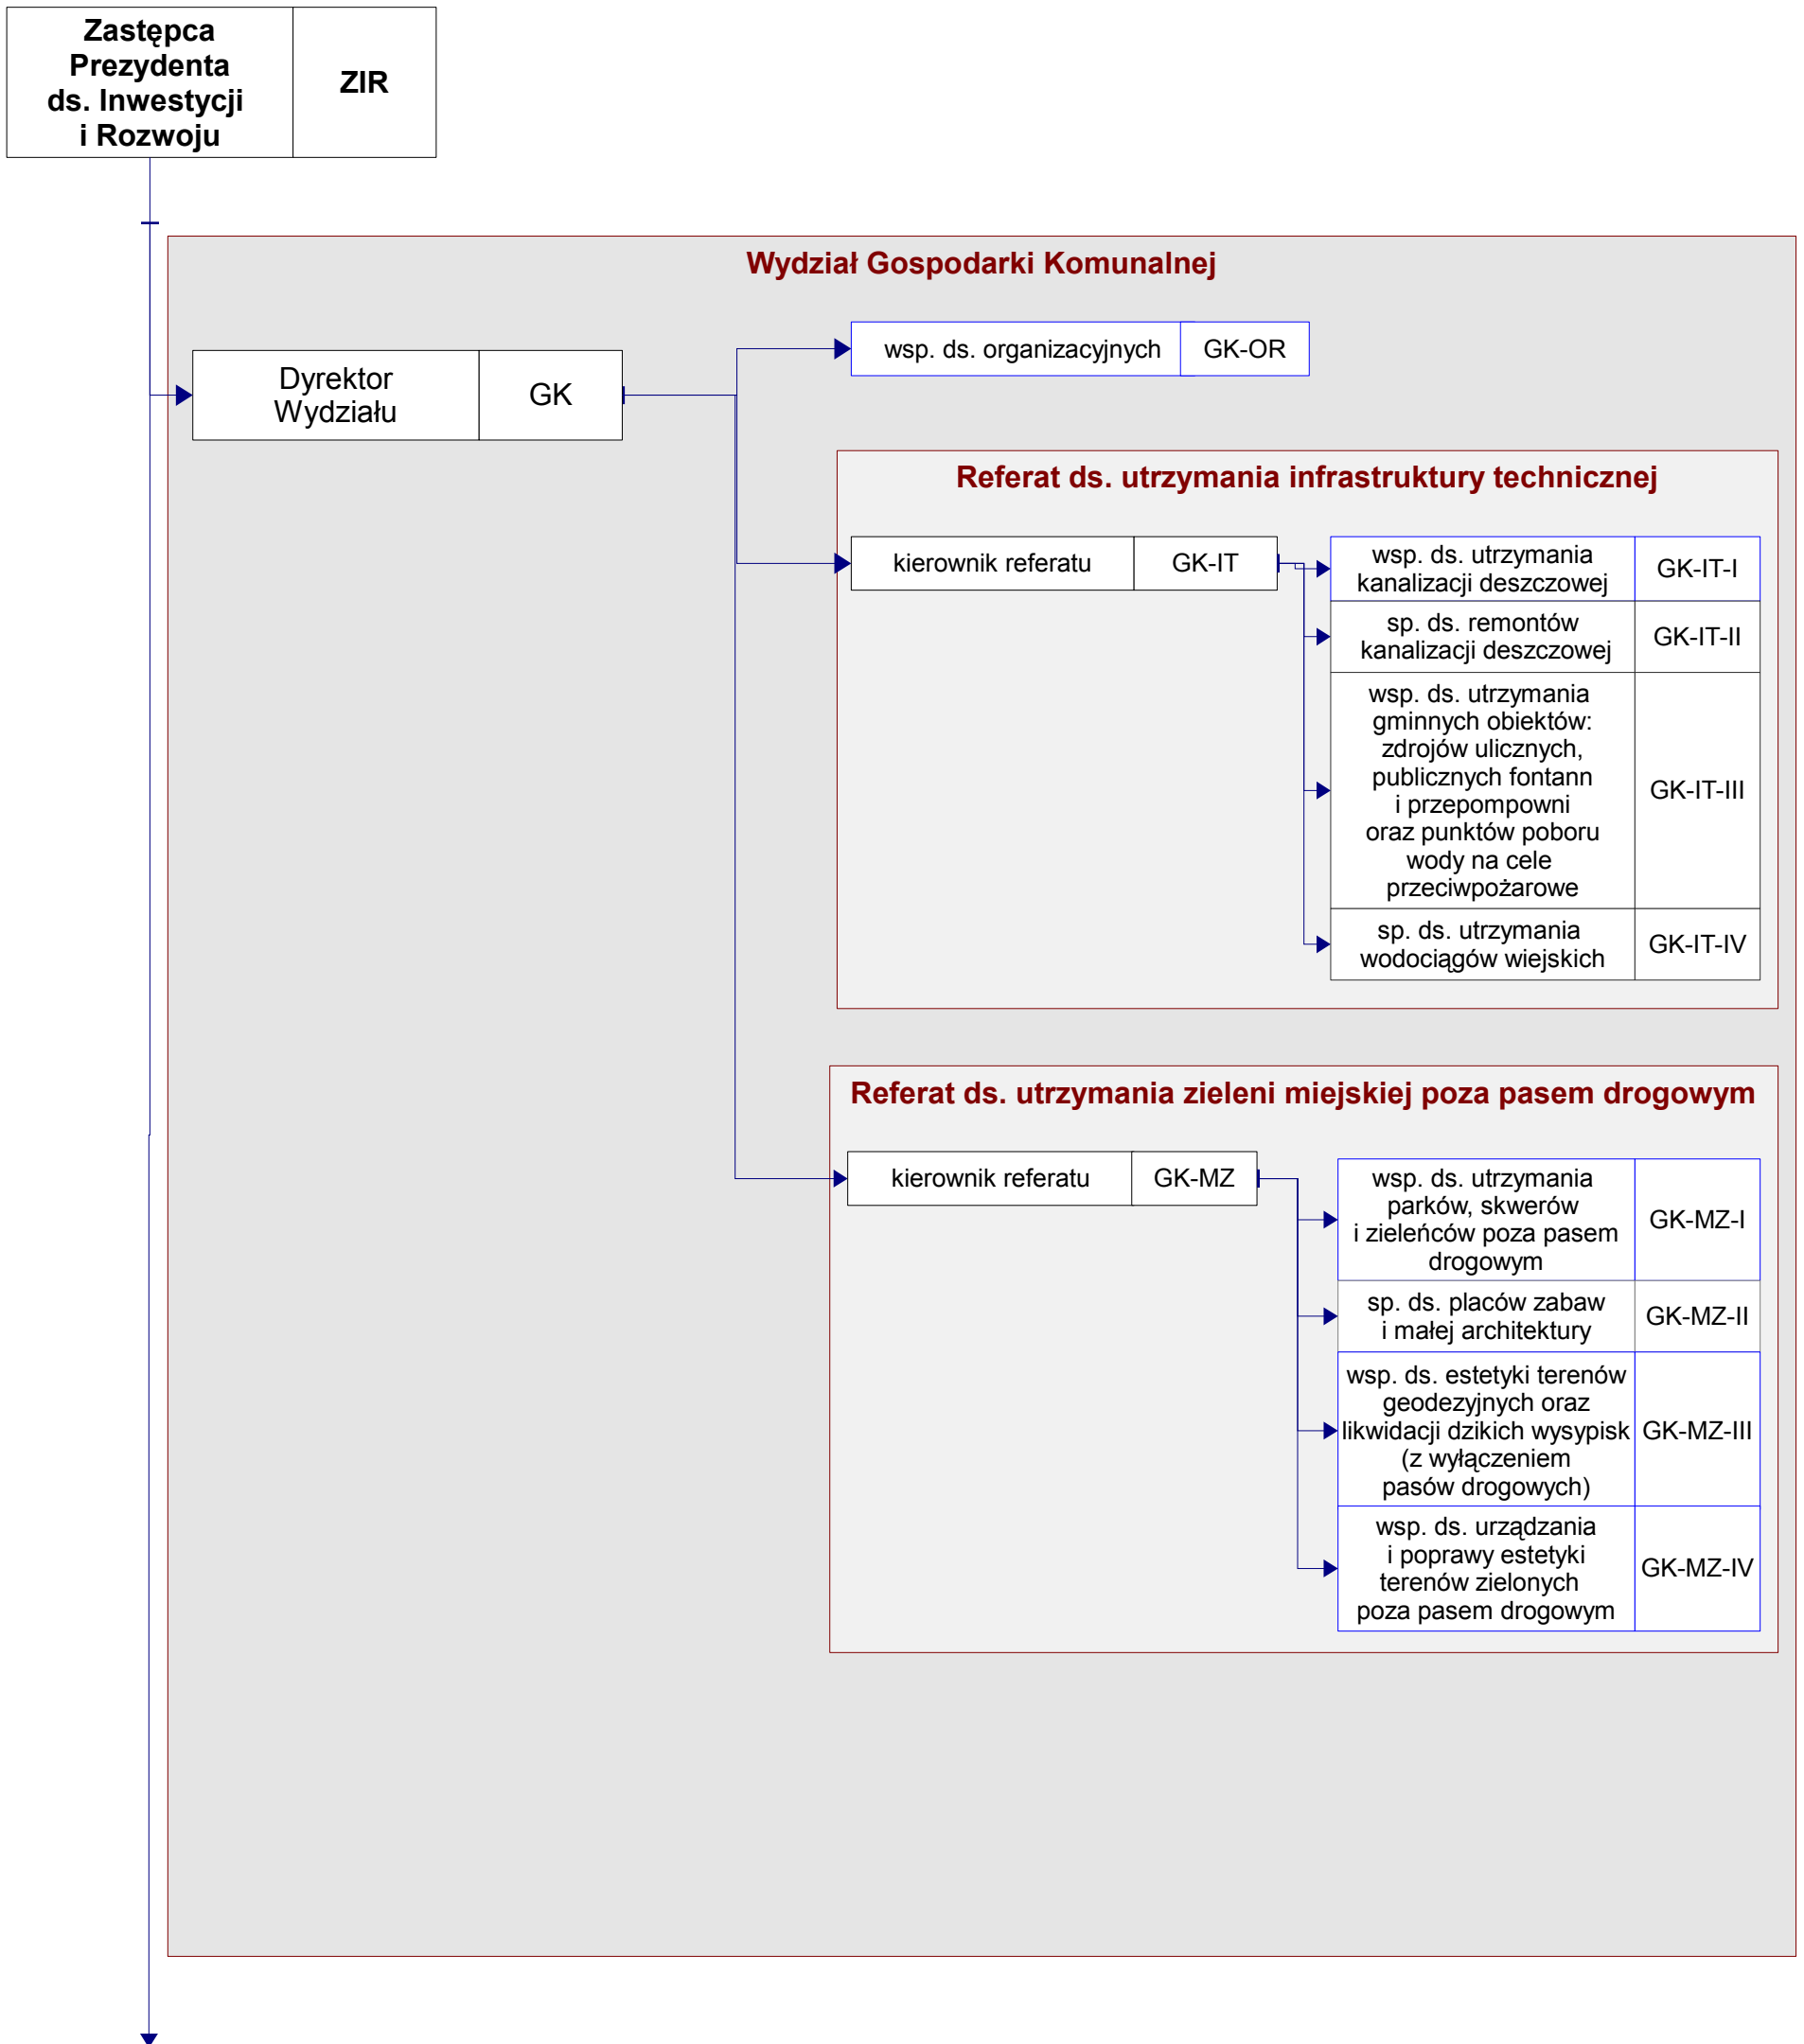 Zastępca
Prezydenta
ds. Inwestycji
i Rozwoju
ZIR
Wydział Gospodarki Komunalnej
wsp. ds. organizacyjnych
GK-OR
Dyrektor
Wydziału
GK
Referat ds. utrzymania infrastruktury technicznej
kierownik referatu
GK-IT
wsp. ds. utrzymania
kanalizacji deszczowej
GK-IT-I
sp. ds. remontów
kanalizacji deszczowej
GK-IT-II
wsp. ds. utrzymania
gminnych obiektów:
zdrojów ulicznych,
publicznych fontann
i przepompowni
oraz punktów poboru
wody na cele
przeciwpożarowe
GK-IT-III
sp. ds. utrzymania
wodociągów wiejskich
GK-IT-IV
Referat ds. utrzymania zieleni miejskiej poza pasem drogowym
kierownik referatu
GK-MZ
wsp. ds. utrzymania
parków, skwerów
i zieleńców poza pasem
drogowym
GK-MZ-I
sp. ds. placów zabaw
i małej architektury
GK-MZ-II
wsp. ds. estetyki terenów
geodezyjnych oraz
likwidacji dzikich wysypisk
(z wyłączeniem
pasów drogowych)
GK-MZ-III
wsp. ds. urządzania
i poprawy estetyki
terenów zielonych
poza pasem drogowym
GK-MZ-IV